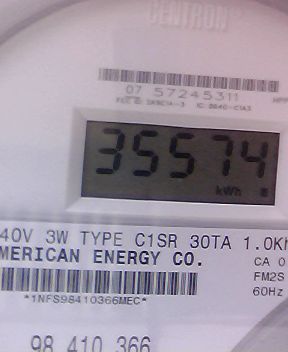 CENTRON
07 57245311
35574
kWh
40V 3W TYPE C1SR 30TA 1.0Kh
MERICAN ENERGY CO.
CA 0
FM2S
60Hz
*1NFS98410366MEC*
98 410 366